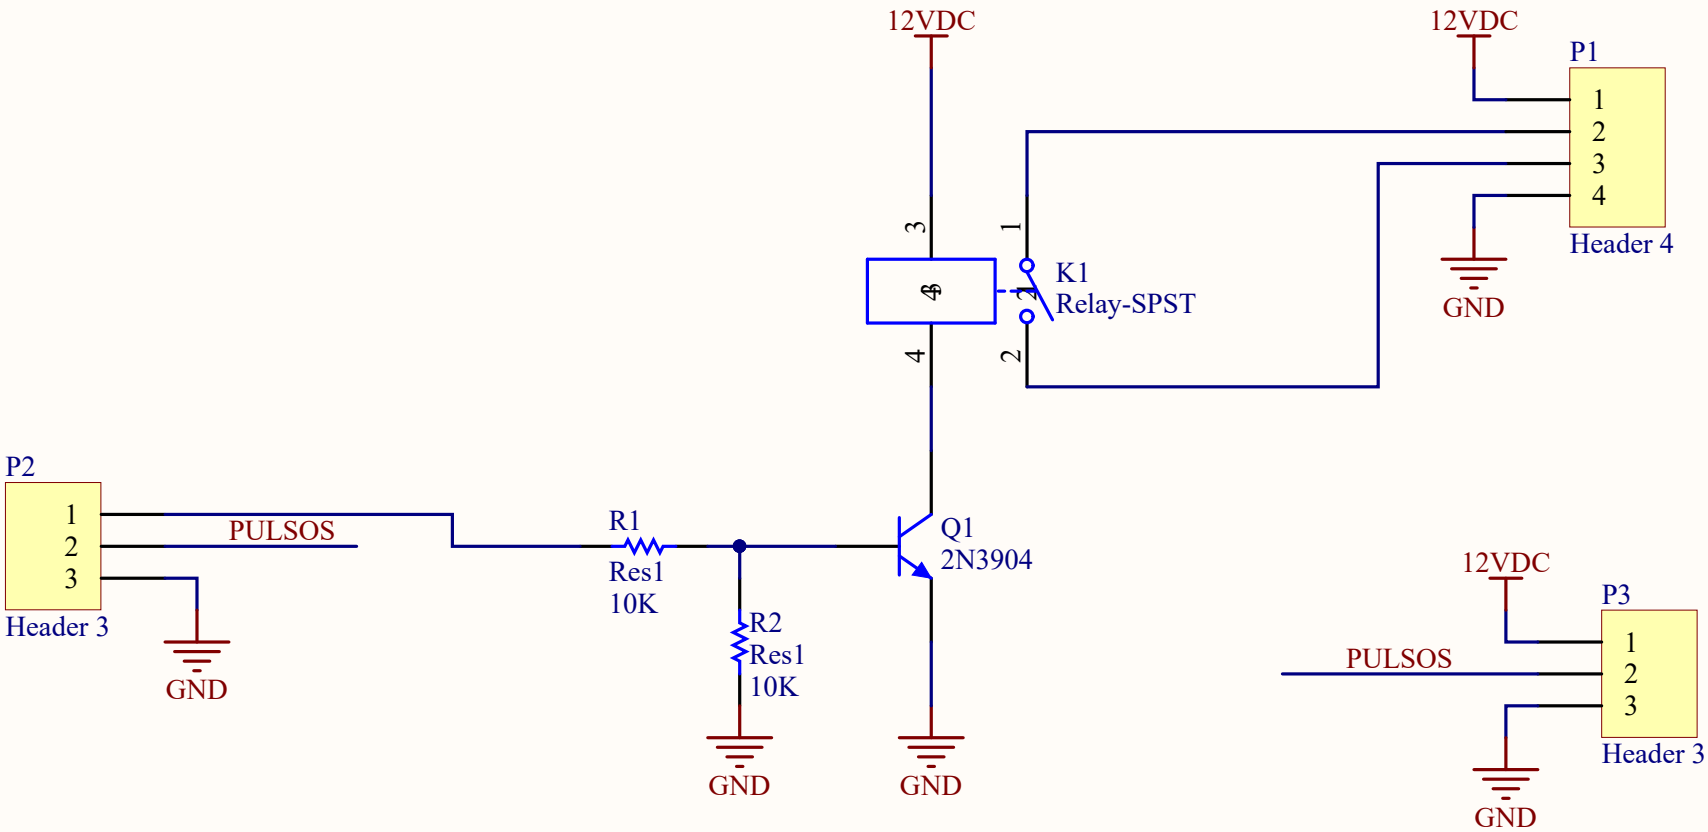 12VDC
12VDC
P1
1
2
3
4
Header 4
GND
3
1
K1
Relay-SPST
4
2
P2
1
2
3
PULSOS
Header 3
GND
R1
Res1
10K
R2
Res1
10K
GND
Q1
2N3904
GND
12VDC
P3
1
2
3
PULSOS
Header 3
GND